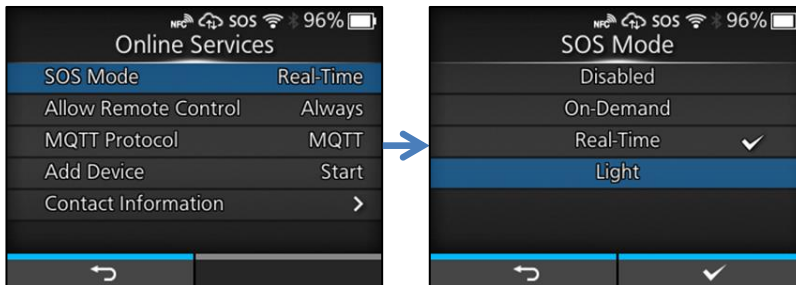 NFC SOS 96%
Online Services
SOS Mode Real-Time
Allow Remote Control Always
MQTT Protocol MQTT
Add Device Start
Contact Information
NFC SOS 96%
SOS Mode
Disabled
On-Demand
Real-Time
Light